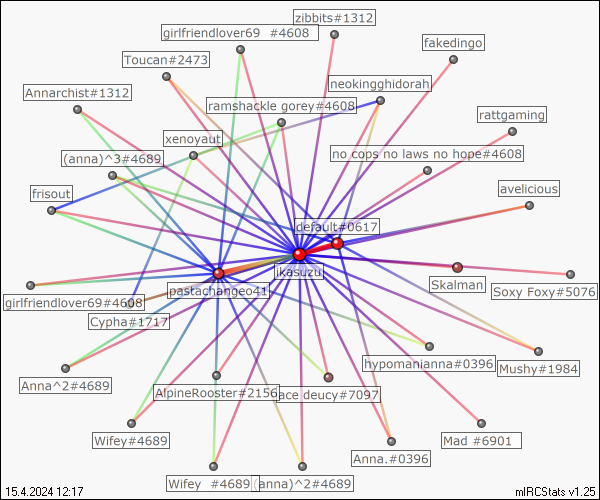 zibbits#1312
girlfriendlover69 #4608
fakedingo
Toucan#2473
neokingghidorah
Annarchist#1312
ramshackle gorey#4608
rattgaming
xenoyaut
no cops no laws no hope#4608
(anna)^3#4689
frisout
avelicious
default#0617
jkasuzu
Skalman
pastachangeo41
Soxy Foxy#5076
girlfriendlover69#4608
Cypha#1717
hypomanianna#0396
Mushy#1984
Anna^2#4689
AlpineRooster#2156
ace deucy#7097
Wifey#4689
Mad #6901
Anna.#0396
Wifey #4689
(anna)^2#4689
15.4.2024 12:17
mIRCStats v1.25